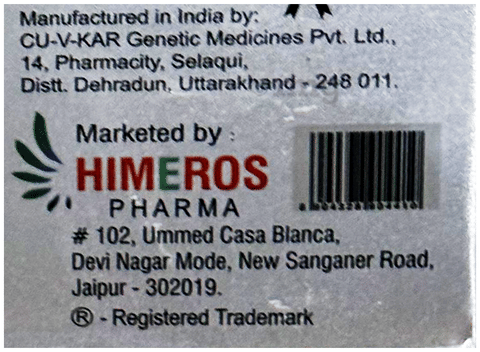 Manufactured in India by:
CU-V-KAR Genetic Medicines Pvt. Ltd.,
14, Pharmacity, Selaqui,
Distt. Dehradun, Uttarakhand - 248 011.
Marketed by :
HIMEROS
PHARMA
# 102, Ummed Casa Blanca,
Devi Nagar Mode, New Sanganer Road,
Jaipur - 302019.
® - Registered Trademark